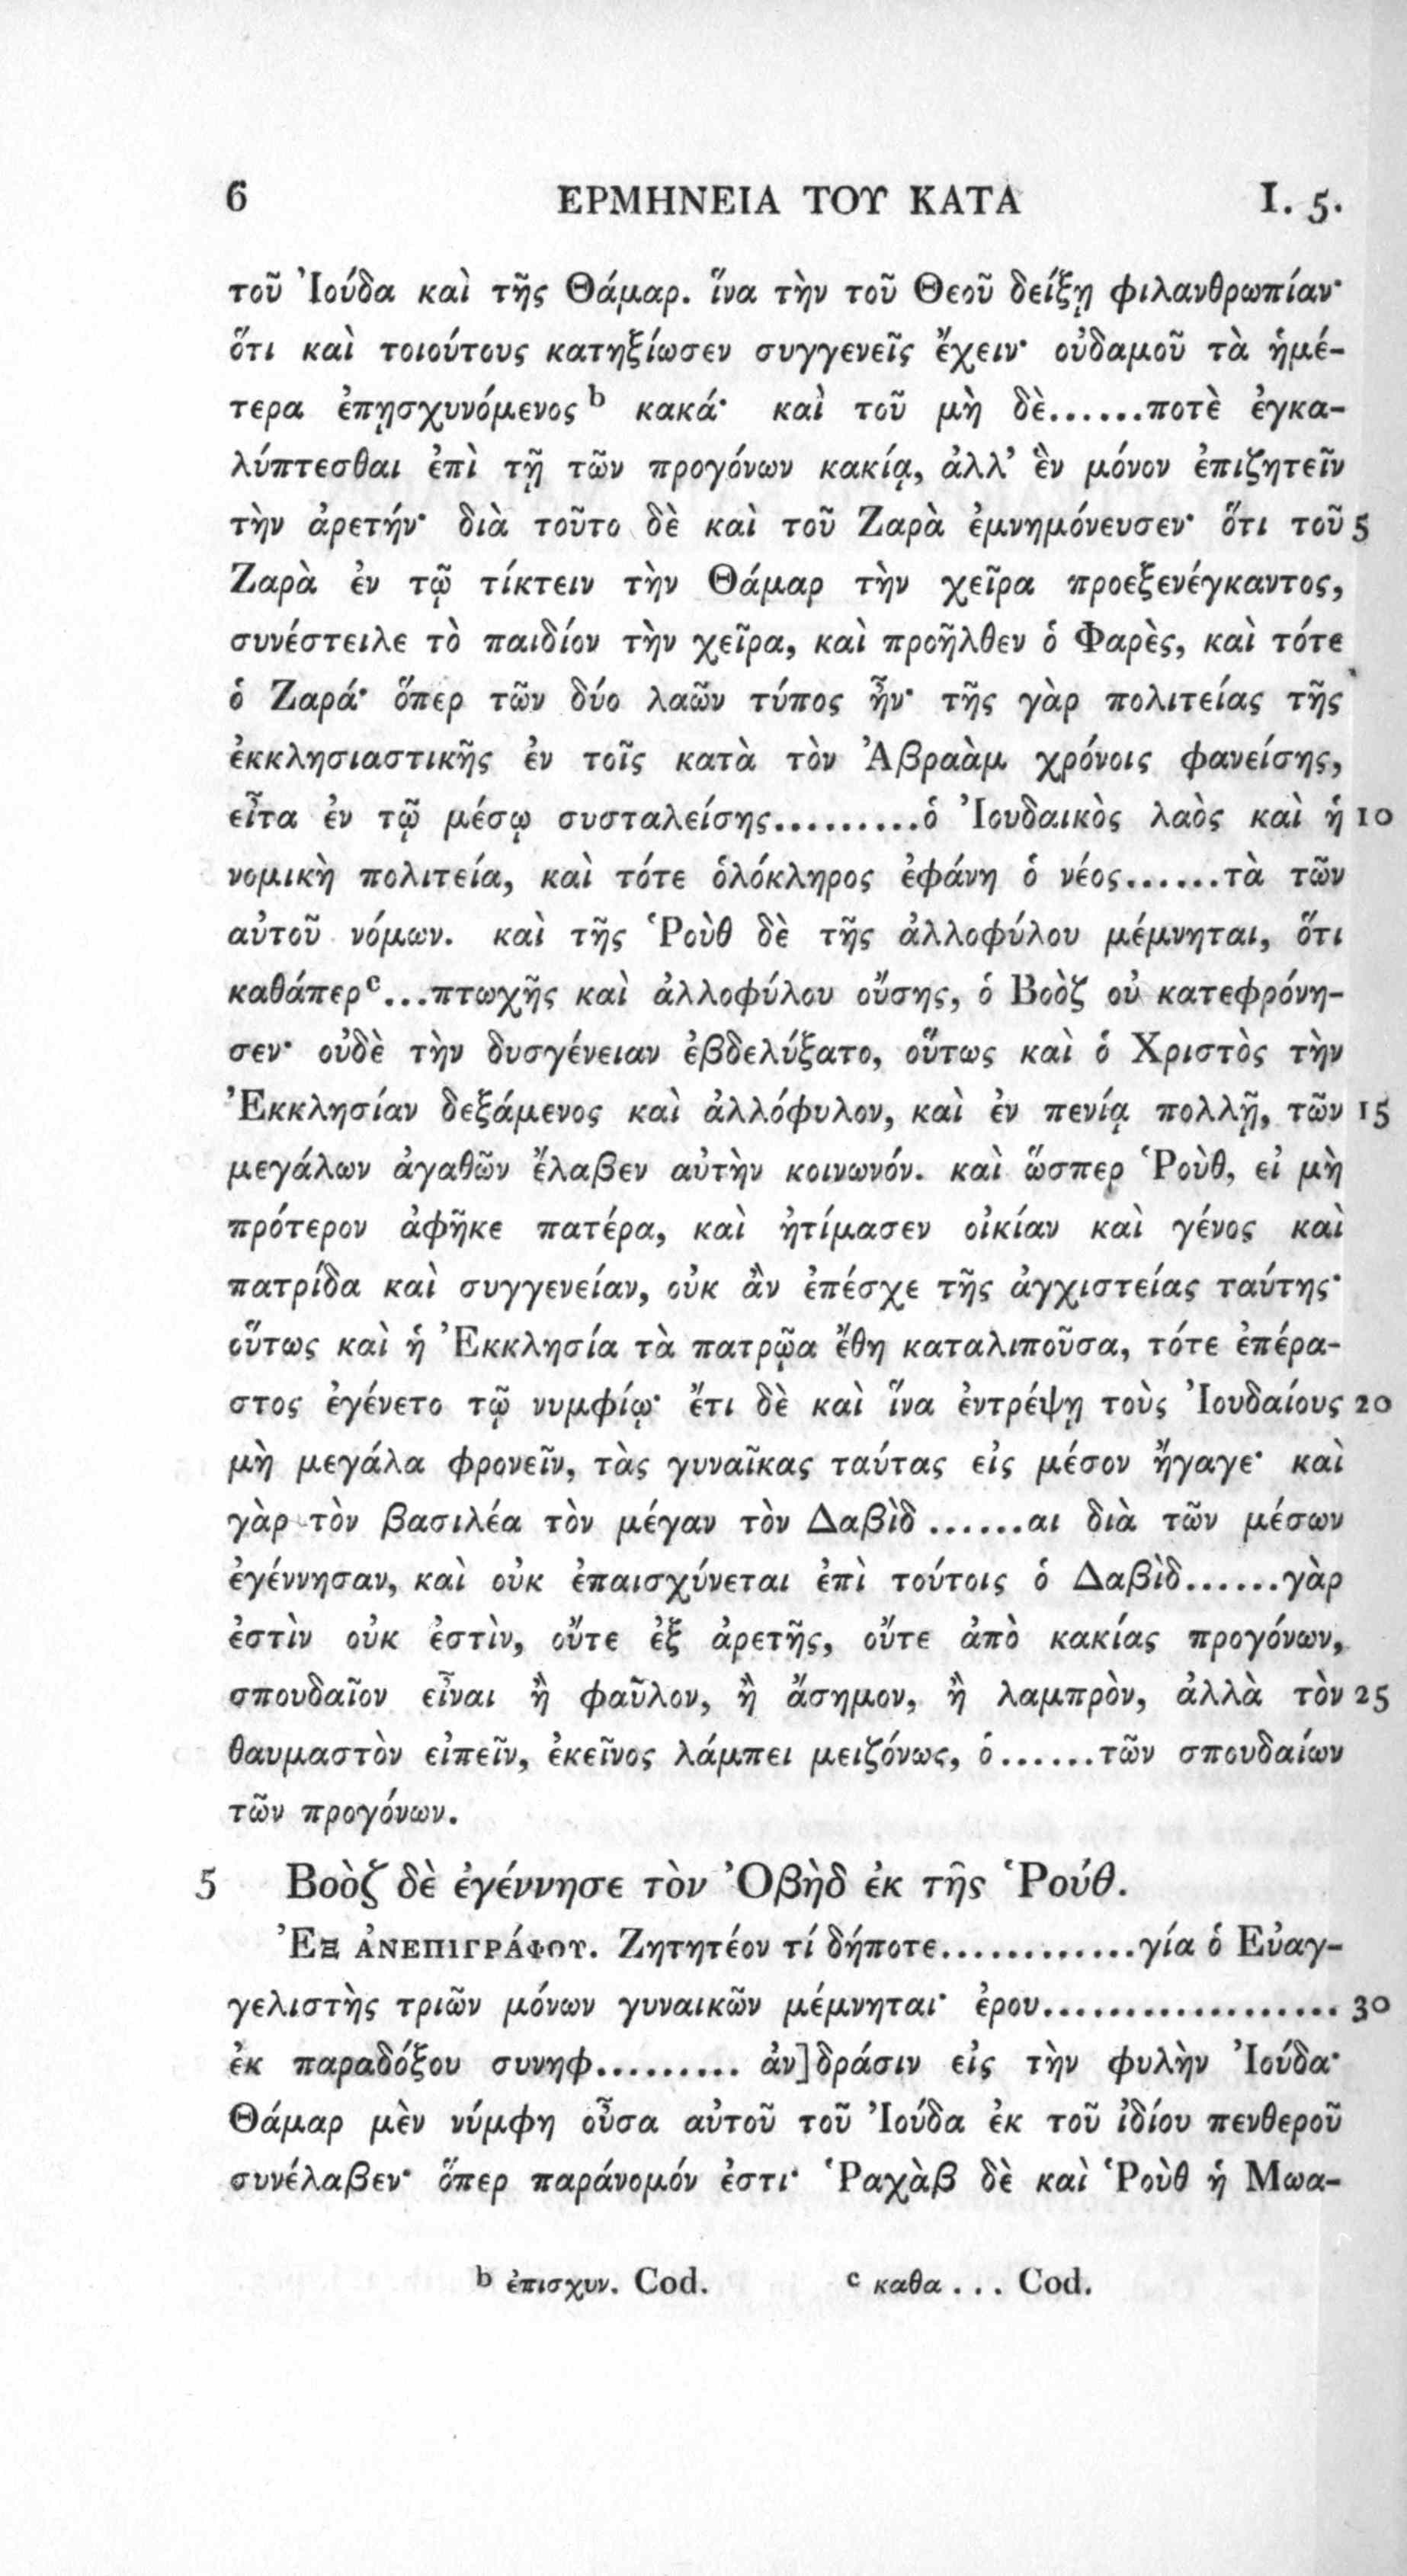 6 ΕΡΜΗΝΕΙΑ ΤΟΥ ΚΑΤΑ I. 5.
τοῦ Ἰούδα καὶ τῆς Θάμαρ. ἵνα τὴν τοῦ Θεοῦ δείξῃ φιλανθρωπίαν·
ὅτι καὶ τοιούτους κατηξίωσεν συγγενεῖς ἔχειν· οὐδαμοῦ τὰ ἡμέ-
τερα ἐπῃσχυνόμενος b κακά· καὶ τοῦ μὴ δὲ......ποτὲ ἐγκα-
λύπτεσθαι ἐπὶ τῇ τῶν προγόνων κακίᾳ, ἀλλ’ ἓν μόνον ἐπιζητεῖν
τὴν ἀρετήν· διὰ τοῦτο δὲ καὶ τοῦ Ζαρὰ ἐμνημόνευσεν· ὅτι τοῦ 5
Ζαρὰ ἐν τῷ τίκτειν τὴν Θάμαρ τὴν χεῖρα προεξενέγκαντος,
συνέστειλε τὸ παιδίον τὴν χεῖρα, καὶ προῆλθεν ὁ Φαρὲς, καὶ τότε
ὁ Ζαρά· ὅπερ τῶν δύο λαῶν τύπος ἦν· τῆς γὰρ πολιτείας τῆς
ἐκκλησιαστικῆς ἐν τοῖς κατὰ τὸν Ἀβραὰμ χρόνοις φανείσης,
εἶτα ἐν τῷ μέσῳ συσταλείσης.........ὁ Ἰουδαικὸς λαὸς καὶ ἡ 10
νομικὴ πολιτεία, καὶ τότε ὁλόκληρος ἐφάνη ὁ νέος......τὰ τῶν
αὐτοῦ νόμων. καὶ τῆς Ῥοὺθ δὲ τῆς ἀλλοφύλου μέμνηται, ὅτι
καθάπερ c...πτωχῆς καὶ ἀλλοφύλου οὔσης, ὁ Βοὸζ οὐ κατεφρόνη-
σεν· οὐδὲ τὴν δυσγένειαν ἐβδελύξατο, οὕτως καὶ ὁ Χριστὸς τὴν
Ἐκκλησίαν δεξάμενος καὶ ἀλλόφυλον, καὶ ἐν πενίᾳ πολλῇ, τῶν 15
μεγάλων ἀγαθῶν ἔλαβεν αὐτὴν κοινωνόν. καὶ ὥσπερ Ῥοὺθ, εἰ μὴ
πρότερον ἀφῆκε πατέρα, καὶ ἠτίμασεν οἰκίαν καὶ γένος καὶ
πατρίδα καὶ συγγενείαν, οὐκ ἂν ἐπέσχε τῆς ἀγχιστείας ταύτης·
οὕτως καὶ ἡ Ἐκκλησία τὰ πατρῷα ἔθη καταλιποῦσα, τότε ἐπέρα-
στος ἐγένετο τῷ νυμφίῳ· ἔτι δὲ καὶ ἵνα ἐντρέψῃ τοὺς Ἰουδαίους 20
μὴ μεγάλα φρονεῖν, τὰς γυναῖκας ταύτας εἰς μέσον ἤγαγε· καὶ
γὰρ τὸν βασιλέα τὸν μέγαν τὸν Δαβὶδ ......αι διὰ τῶν μέσων
ἐγέννησαν, καὶ οὐκ ἐπαισχύνεται ἐπὶ τούτοις ὁ Δαβὶδ......γὰρ
ἐστὶν οὐκ ἐστὶν, οὔτε ἐξ ἀρετῆς, οὔτε ἀπὸ κακίας προγόνων,
σπουδαῖον εἶναι ἢ φαῦλον, ἢ ἄσημον, ἢ λαμπρὸν, ἀλλὰ τὸν 25
θαυμαστὸν εἰπεῖν, ἐκεῖνος λάμπει μειζόνως, ὁ......τῶν σπουδαίων
τῶν προγόνων.
5 Βοὸζ δὲ ἐγέννησε τὸν Ὀβὴδ ἐκ τῆς Ῥούθ.
Ἐξ ἀνεπιγράφου. Ζητητέον τί δήποτε.............γία ὁ Εὐαγ-
γελιστὴς τριῶν μόνων γυναικῶν μέμνηται· ἐρου................... 30
ἐκ παραδόξου συνηφ......... ἀν]δράσιν εἰς τὴν φυλὴν Ἰούδα·
Θάμαρ μὲν νύμφη οὖσα αὐτοῦ τοῦ Ἰούδα ἐκ τοῦ ἰδίου πενθεροῦ
συνέλαβεν· ὅπερ παράνομόν ἐστι· Ῥαχὰβ δὲ καὶ Ῥοὺθ ἡ Μωα-
b ἐπισχυν. Cod. c καθα . . . Cod.